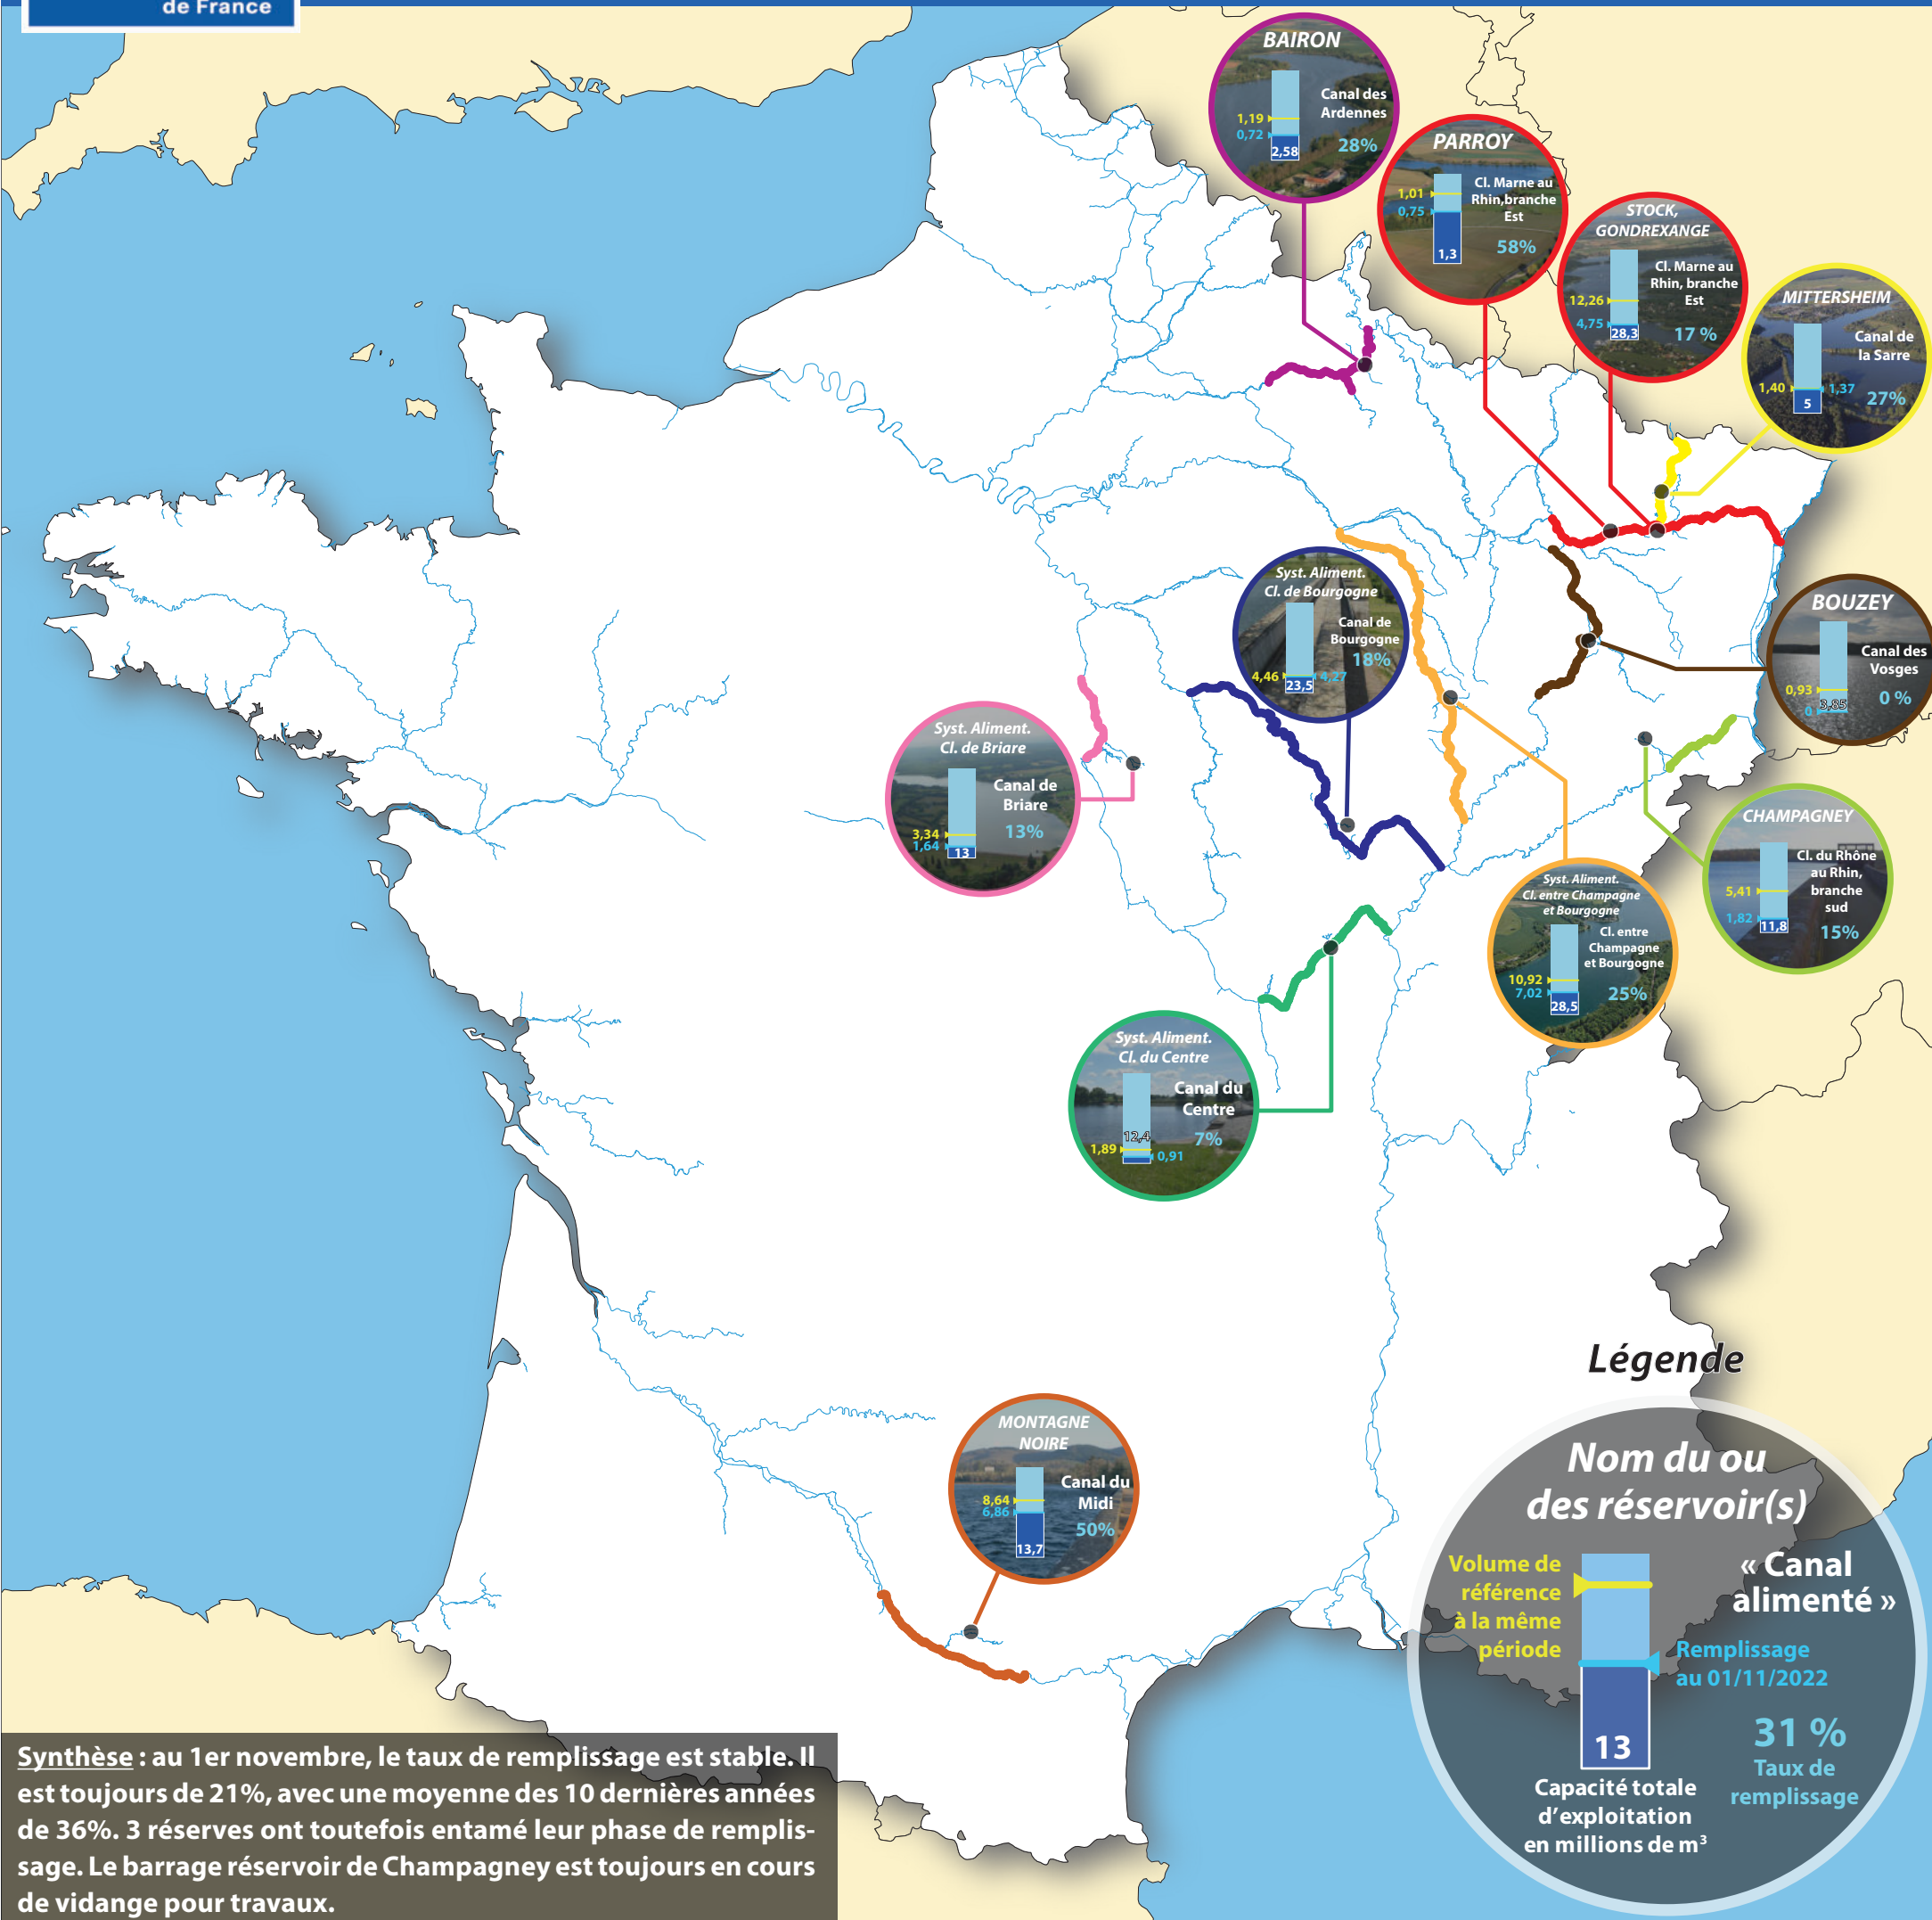 de France
BAIRON
Canal des
Ardennes
1,19
0,72
2,58
28%
PARROY
Cl. Marne au
Rhin,branche
Est
1,01
0,75
1,3
58%
STOCK,
GONDREXANGE
Cl. Marne au
Rhin, branche
Est
12,26
4,75
28,3
17 %
MITTERSHEIM
Canal de
la Sarre
1,40
1,37
5
27%
Syst. Aliment.
Cl. de Bourgogne
Canal de
Bourgogne
18%
4,46
4,27
23,5
BOUZEY
Canal des
Vosges
0,93
3,85
0
0 %
Syst. Aliment.
Cl. de Briare
Canal de
Briare
13%
3,34
1,64
13
CHAMPAGNEY
Cl. du Rhône
au Rhin,
branche
sud
5,41
1,82
11,8
15%
Syst. Aliment.
Cl. entre Champagne
et Bourgogne
Cl. entre
Champagne
et Bourgogne
10,92
7,02
28,5
25%
Syst. Aliment.
Cl. du Centre
Canal du
Centre
12,4
7%
1,89
0,91
MONTAGNE
NOIRE
Canal du
Midi
8,64
6,86
50%
13,7
Légende
Nom du ou
des réservoir(s)
Volume de
référence
à la même
période
« Canal
alimenté »
Remplissage
au 01/11/2022
31 %
Taux de
remplissage
13
Capacité totale
d’exploitation
en millions de m³
Synthèse : au 1er novembre, le taux de remplissage est stable. Il
est toujours de 21%, avec une moyenne des 10 dernières années
de 36%. 3 réserves ont toutefois entamé leur phase de remplis-
sage. Le barrage réservoir de Champagney est toujours en cours
de vidange pour travaux.